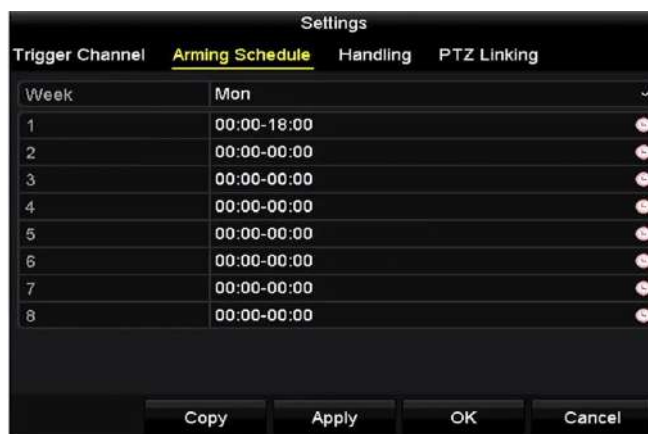 Settings
Trigger Channel Arming Schedule Handling PTZ Linking
Week Mon
1 00:00-18:00
2 00:00-00:00
3 00:00-00:00
4 00:00-00:00
5 00:00-00:00
6 00:00-00:00
7 00:00-00:00
8 00:00-00:00
Copy Apply OK Cancel